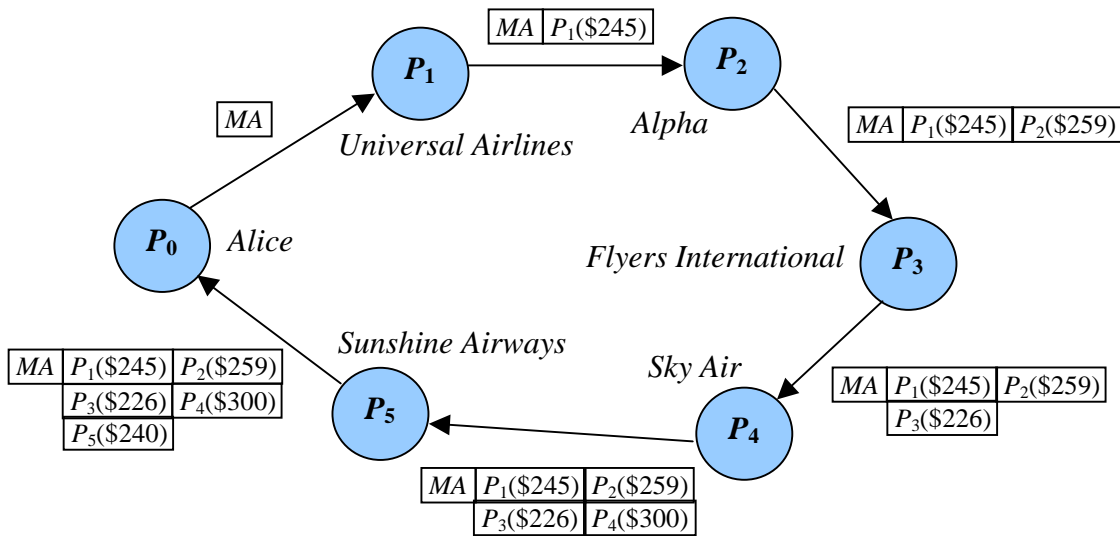 MA P₁($245)
P₁
P₂
MA
Universal Airlines
Alpha
MA P₁($245) P₂($259)
P₀
Alice
Flyers International
P₃
Sunshine Airways
Sky Air
MA P₁($245) P₂($259)
P₃($226) P₄($300)
P₅($240)
MA P₁($245) P₂($259)
P₃($226)
P₅
P₄
MA P₁($245) P₂($259)
P₃($226) P₄($300)